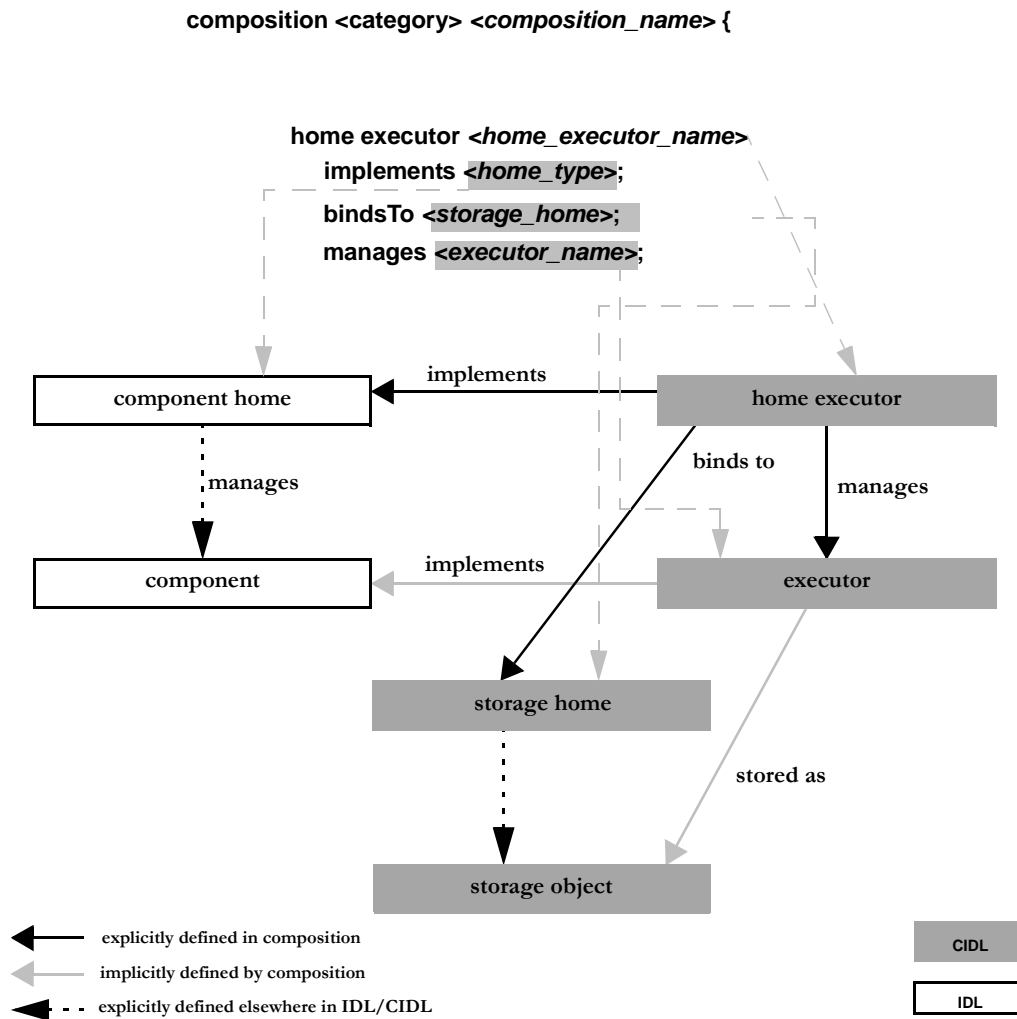 composition <category> <composition_name> {
home executor <home_executor_name>
implements <home_type>;
bindsTo <storage_home>;
manages <executor_name>;
implements
component home
home executor
binds to
manages
manages
implements
component
executor
storage home
stored as
storage object
explicitly defined in composition
CIDL
implicitly defined by composition
explicitly defined elsewhere in IDL/CIDL
IDL